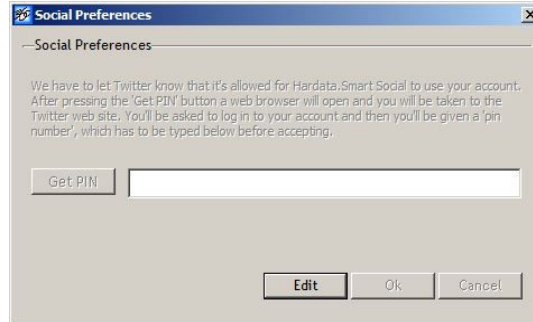 Social Preferences
Social Preferences
We have to let Twitter know that it's allowed for Hardata.Smart Social to use your account.
After pressing the 'Get PIN' button a web browser will open and you will be taken to the
Twitter web site. You'll be asked to log in to your account and then you'll be given a 'pin
number', which has to be typed below before accepting.
Get PIN
Edit Ok Cancel